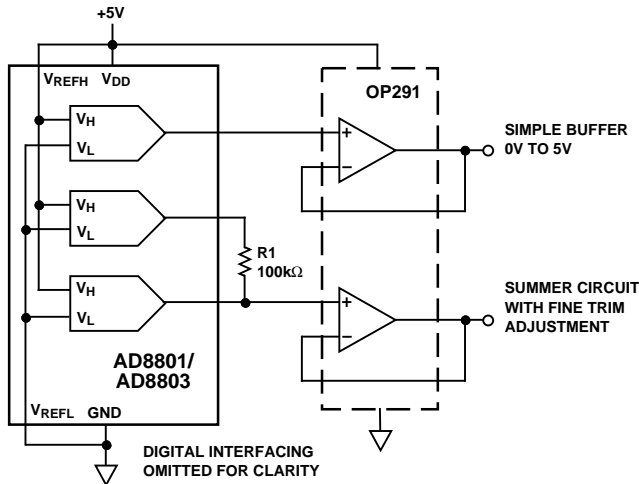 +5V
VREFH VDD
OP291
VH
VL
+
−
SIMPLE BUFFER
0V TO 5V
VH
VL
R1
100kΩ
VH
VL
+
−
SUMMER CIRCUIT
WITH FINE TRIM
ADJUSTMENT
AD8801/
AD8803
VREFL GND
DIGITAL INTERFACING
OMITTED FOR CLARITY